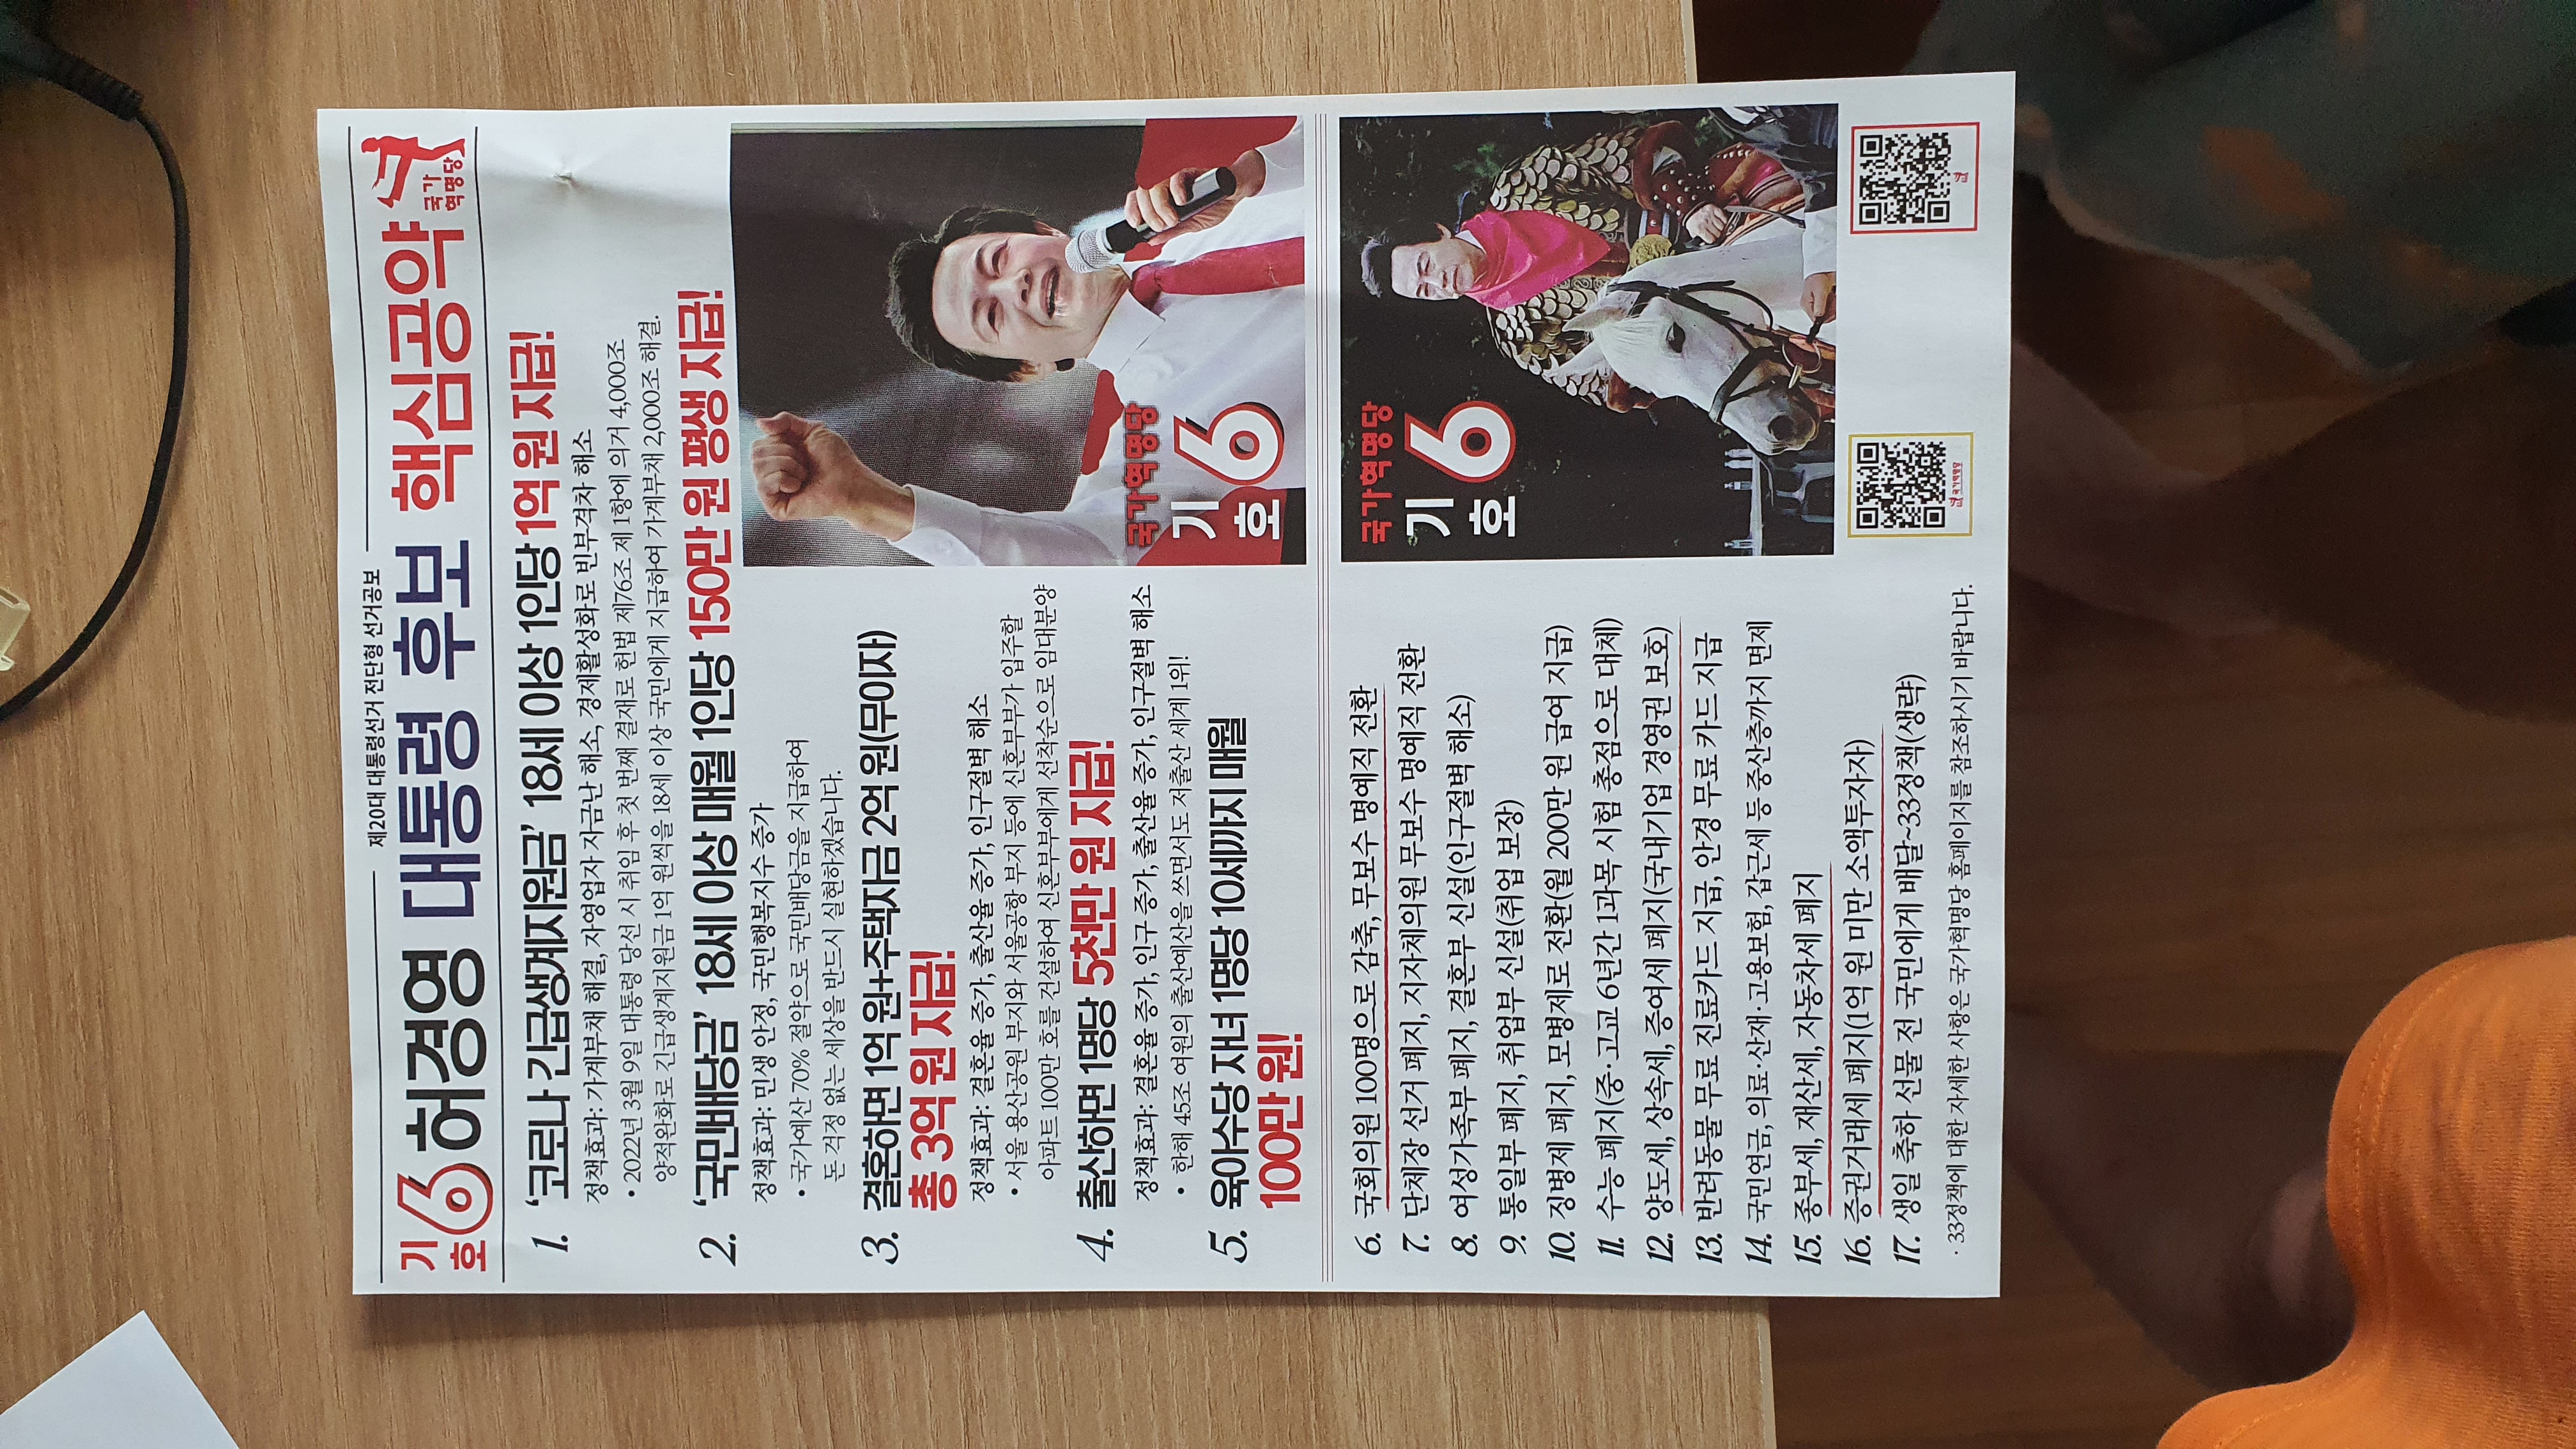 제20대 대통령선거 전단형 선거공보
기호 6 허경영 대통령 후보 핵심공약
국가
혁명당
1. ‘코로나 긴급생계지원금’ 18세 이상 1인당 1억 원 지급!
정책효과: 가계부채 해결, 자영업자 자금난 해소, 경제활성화로 빈부격차 해소
• 2022년 3월 9일 대통령 당선 시 취임 후 첫 번째 결재로 헌법 제76조 제 1항에 의거 4,000조
양적완화로 긴급생계지원금 1억 원씩을 18세 이상 국민에게 지급하여 가계부채 2,000조 해결.
2. ‘국민배당금’ 18세 이상 매월 1인당 150만 원 평생 지급!
정책효과: 민생 안정, 국민행복지수 증가
• 국가예산 70% 절약으로 국민배당금을 지급하여
돈 걱정 없는 세상을 반드시 실현하겠습니다.
3. 결혼하면 1억 원+주택자금 2억 원(무이자)
총 3억 원 지급!
정책효과: 결혼율 증가, 출산율 증가, 인구절벽 해소
• 서울 용산공원 부지와 서울공항 부지 등에 신혼부부가 입주할
아파트 100만 호를 건설하여 신혼부부에게 선착순으로 임대분양
4. 출산하면 1명당 5천만 원 지급!
정책효과: 결혼율 증가, 인구 증가, 출산율 증가, 인구절벽 해소
• 한해 45조 여원의 출산예산을 쓰면서도 저출산 세계 1위!
5. 육아수당 자녀 1명당 10세까지 매월
100만 원!
국가혁명당
기호 6
6. 국회의원 100명으로 감축, 무보수 명예직 전환
7. 단체장 선거 폐지, 지자체의원 무보수 명예직 전환
8. 여성가족부 폐지, 결혼부 신설(인구절벽 해소)
9. 통일부 폐지, 취업부 신설(취업 보장)
10. 징병제 폐지, 모병제로 전환(월 200만 원 급여 지급)
11. 수능 폐지(중·고교 6년간 1과목 시험 총점으로 대체)
12. 양도세, 상속세, 증여세 폐지(국내기업 경영권 보호)
13. 반려동물 무료 진료카드 지급, 안경 무료 카드 지급
14. 국민연금, 의료·산재·고용보험, 갑근세 등 중산층까지 면제
15. 종부세, 재산세, 자동차세 폐지
16. 증권거래세 폐지(1억 원 미만 소액투자자)
17. 생일 축하 선물 전 국민에게 배달~33정책(생략)
· 33정책에 대한 자세한 사항은 국가혁명당 홈페이지를 참조하시기 바랍니다.
국가혁명당
기호 6
국가혁명당